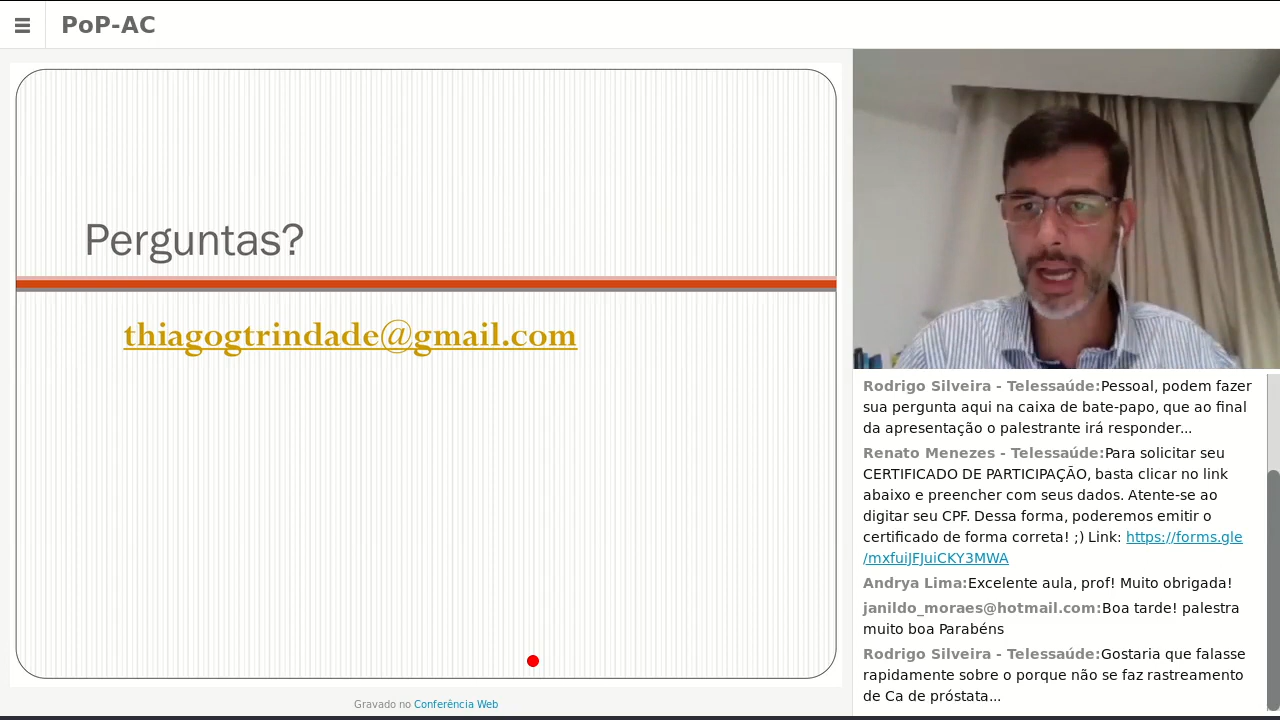 PoP-AC
Perguntas?
thiagogtrindade@gmail.com
Gravado no Conferência Web
Rodrigo Silveira - Telessaúde:Pessoal, podem fazer
sua pergunta aqui na caixa de bate-papo, que ao final
da apresentação o palestrante irá responder...
Renato Menezes - Telessaúde:Para solicitar seu
CERTIFICADO DE PARTICIPAÇÃO, basta clicar no link
abaixo e preencher com seus dados. Atente-se ao
digitar seu CPF. Dessa forma, poderemos emitir o
certificado de forma correta! ;) Link: https://forms.gle
/mxfuiJFJuiCKY3MWA
Andrya Lima:Excelente aula, prof! Muito obrigada!
janildo_moraes@hotmail.com:Boa tarde! palestra
muito boa Parabéns
Rodrigo Silveira - Telessaúde:Gostaria que falasse
rapidamente sobre o porque não se faz rastreamento
de Ca de próstata...